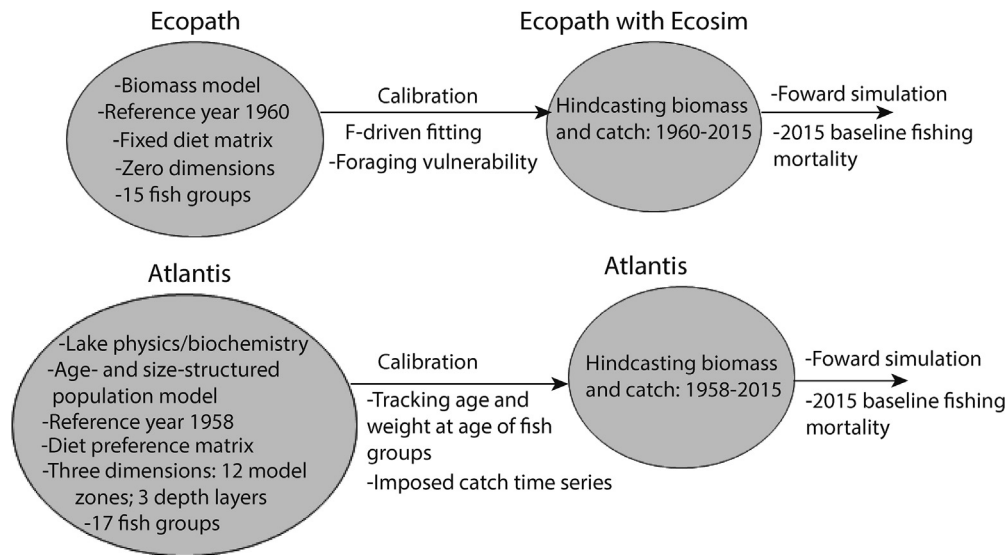 Ecopath
-Biomass model
-Reference year 1960
-Fixed diet matrix
-Zero dimensions
-15 fish groups
Calibration
F-driven fitting
-Foraging vulnerability
Ecopath with Ecosim
Hindcasting biomass
and catch: 1960-2015
-Foward simulation
-2015 baseline fishing
mortality
Atlantis
-Lake physics/biochemistry
-Age- and size-structured
population model
-Reference year 1958
-Diet preference matrix
-Three dimensions: 12 model
zones; 3 depth layers
-17 fish groups
Calibration
-Tracking age and
weight at age of fish
groups
-Imposed catch time series
Atlantis
Hindcasting biomass
and catch: 1958-2015
-Foward simulation
-2015 baseline fishing
mortality